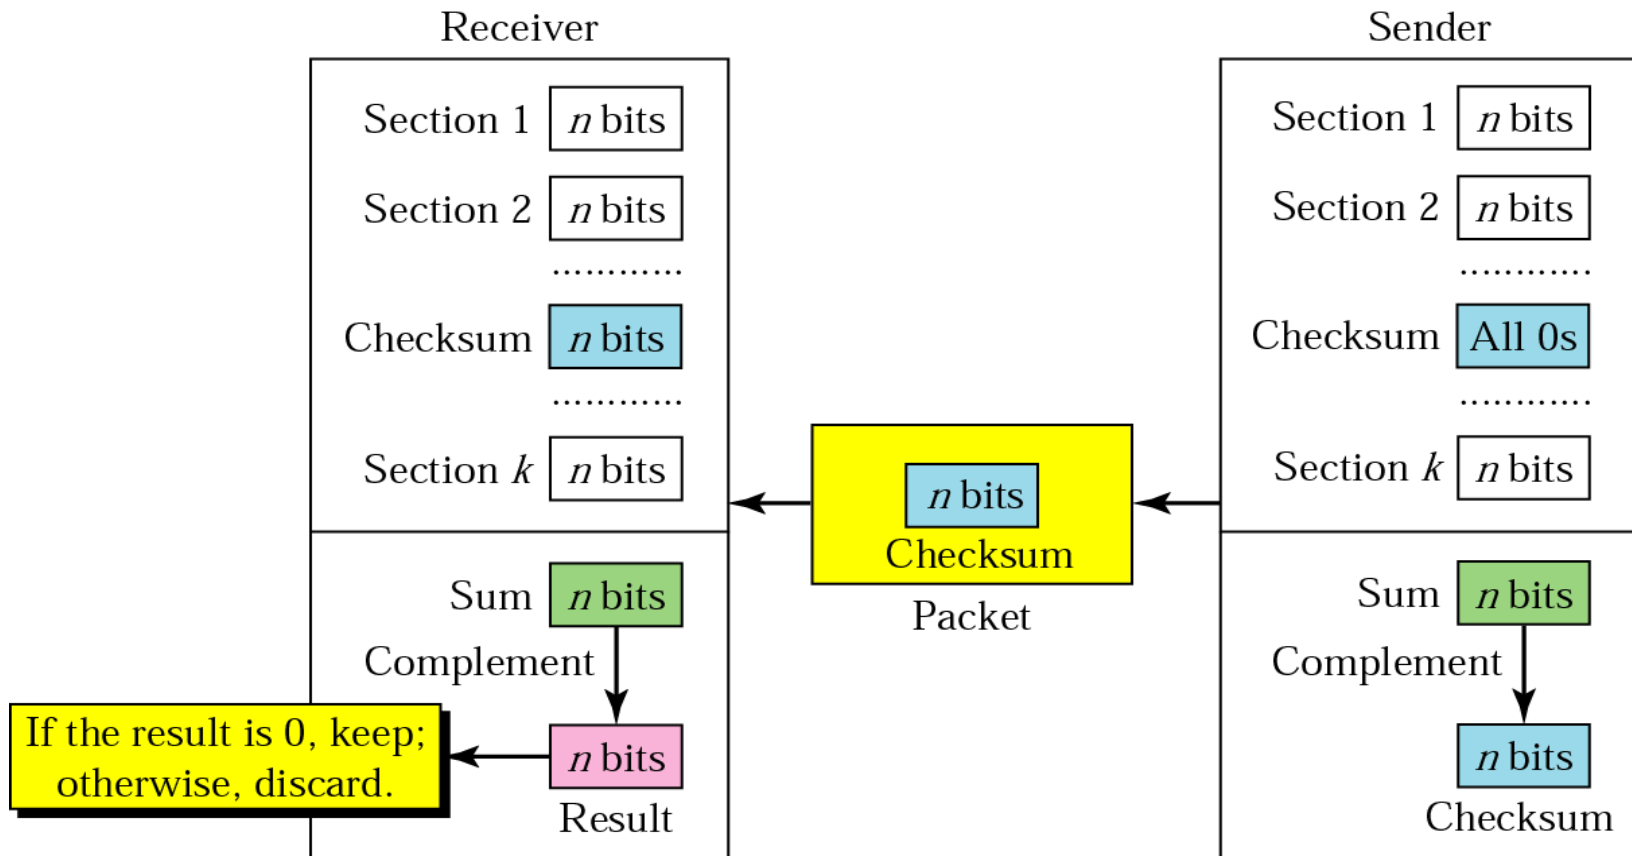 Receiver
Section 1 n bits
Section 2 n bits
.............
Checksum n bits
.............
Section k n bits
Sum n bits
Complement
n bits
Result
If the result is 0, keep;
otherwise, discard.
n bits
Checksum
Packet
Sender
Section 1 n bits
Section 2 n bits
.............
Checksum All 0s
.............
Section k n bits
Sum n bits
Complement
n bits
Checksum